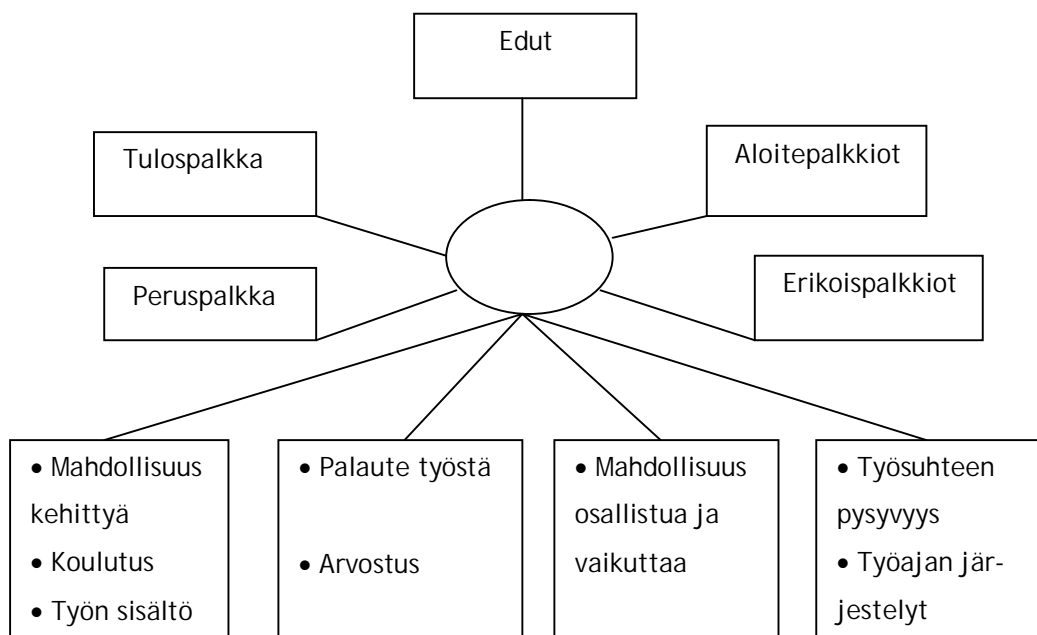 Edut
Tulospalkka
Aloitepalkkiot
Peruspalkka
Erikoispalkkiot
• Mahdollisuus
kehittyä
• Koulutus
• Työn sisältö
• Palaute työstä
• Arvostus
• Mahdollisuus
osallistua ja
vaikuttaa
• Työsuhteen
pysyvyys
• Työajan jär-
jestelyt